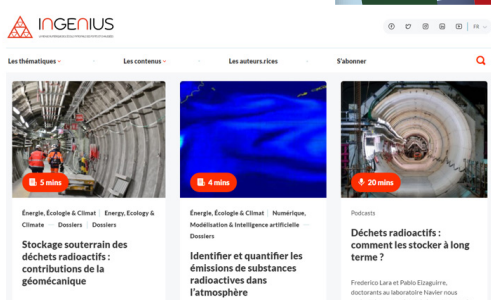 INGENIUS
FR
Les thématiques
Les contenus
Les auteurs.rices
S'abonner
5 mins
4 mins
20 mins
Énergie, Écologie & Climat | Energy, Ecology &
Climate — Dossiers | Dossiers
Stockage souterrain des
déchets radioactifs :
contributions de la
géomécanique
Énergie, Écologie & Climat | Numérique,
Modélisation & Intelligence artificielle —
Dossiers
Identifier et quantifier les
émissions de substances
radioactives dans
l'atmosphère
Podcasts
Déchets radioactifs :
comment les stocker à long
terme ?
Frederico Lara et Pablo Eizaguirre,
doctorants au laboratoire Navier nous